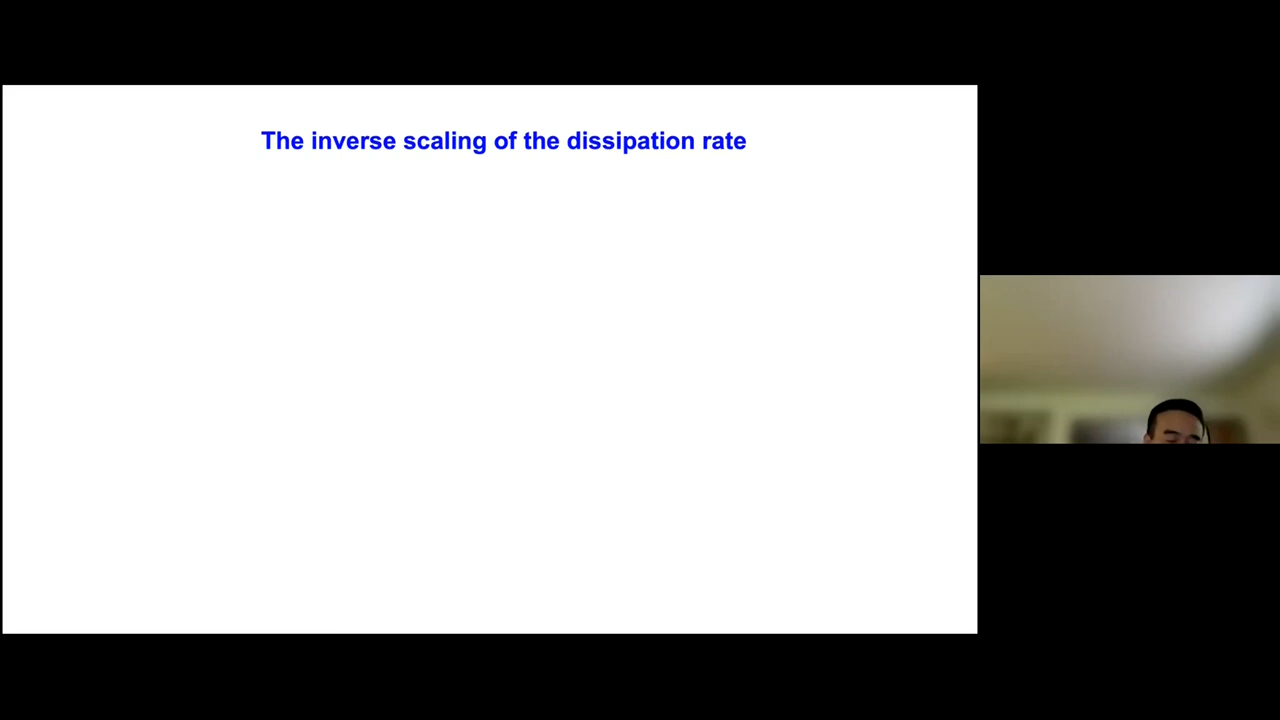 The inverse scaling of the dissipation rate